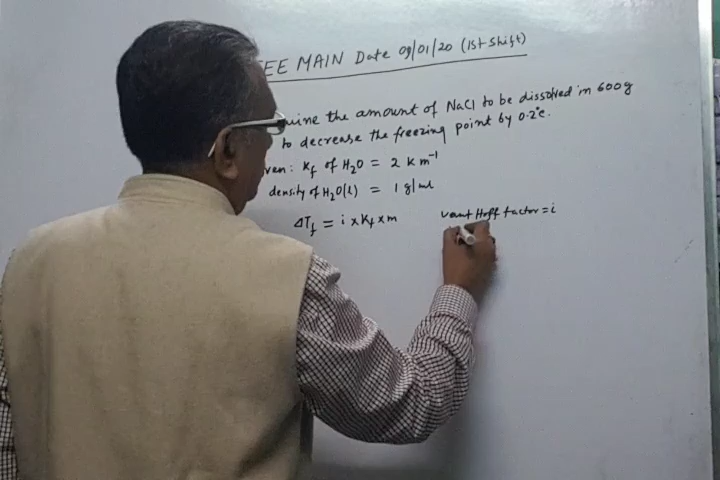 EE MAIN Date 09/01/20 (1st Shift)
mine the amount of NaCl to be dissolved in 600g
to decrease the freezing point by 0.2°C.
ven: Kf of H2O = 2 K m⁻¹
density of H2O(l) = 1 g/ml
ΔTf = i x Kf x m
vant Hoff factor = i